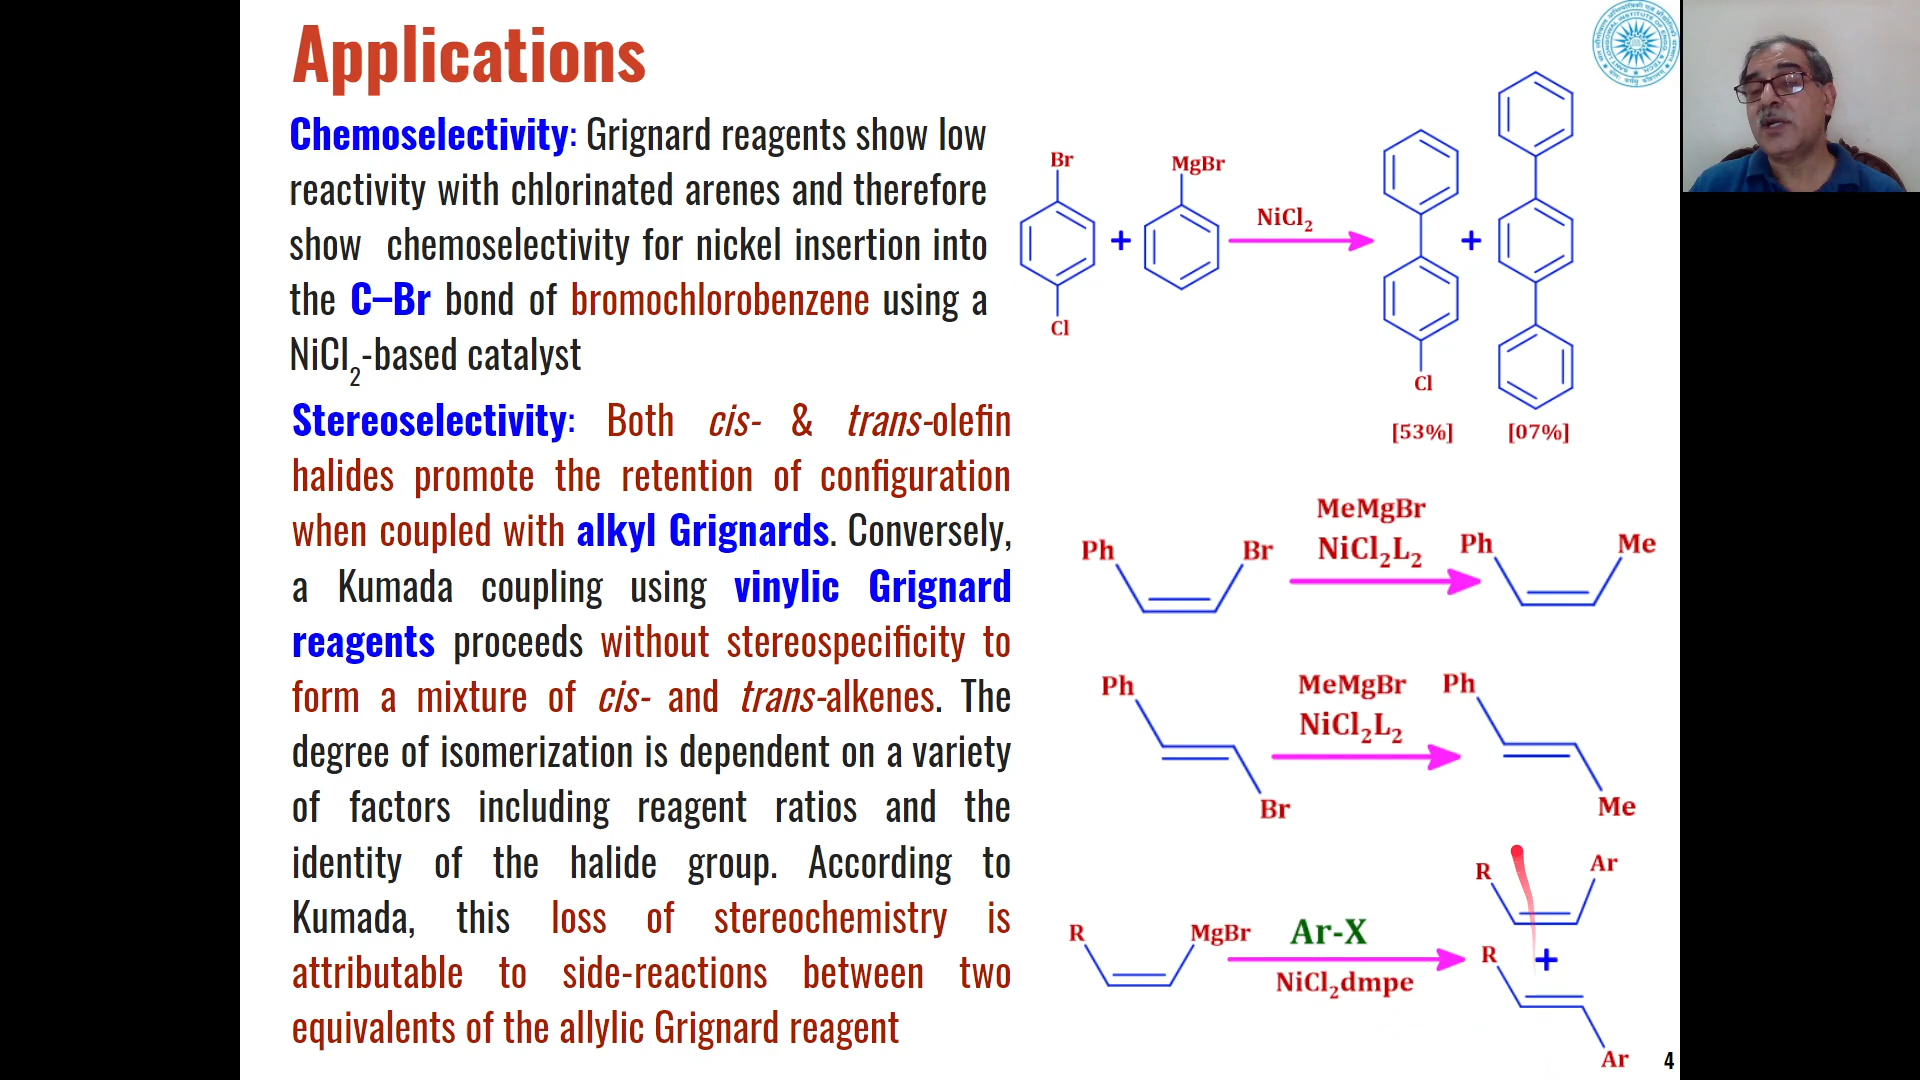 Applications
Chemoselectivity: Grignard reagents show low
reactivity with chlorinated arenes and therefore
show chemoselectivity for nickel insertion into
the C–Br bond of bromochlorobenzene using a
NiCl2-based catalyst
Stereoselectivity: Both cis- & trans-olefin
halides promote the retention of configuration
when coupled with alkyl Grignards. Conversely,
a Kumada coupling using vinylic Grignard
reagents proceeds without stereospecificity to
form a mixture of cis- and trans-alkenes. The
degree of isomerization is dependent on a variety
of factors including reagent ratios and the
identity of the halide group. According to
Kumada, this loss of stereochemistry is
attributable to side-reactions between two
equivalents of the allylic Grignard reagent
Br
MgBr
NiCl2
+
+
Cl
Cl
[53%] [07%]
MeMgBr
Ph Br NiCl2L2 Ph Me
Ph MeMgBr Ph
NiCl2L2
Br Me
R Ar
R MgBr Ar-X
R +
NiCl2dmpe
Ar
4